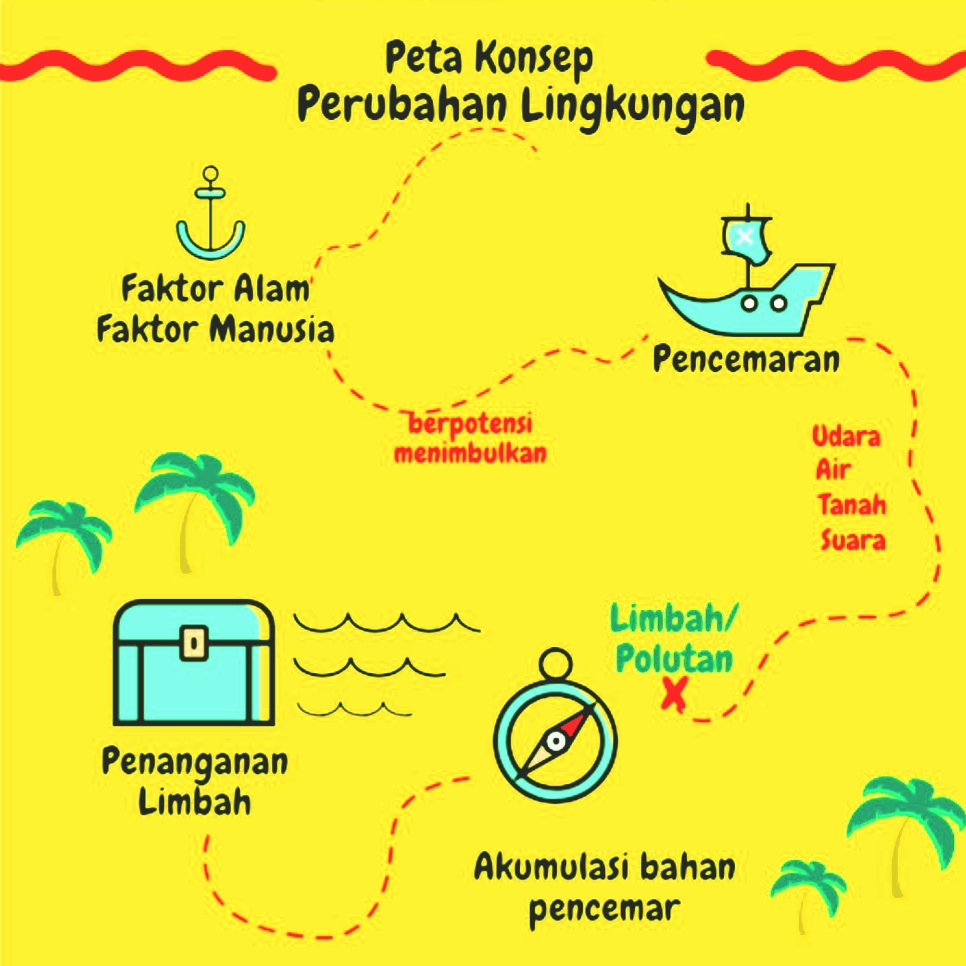 Peta Konsep
Perubahan Lingkungan
Faktor Alam
Faktor Manusia
berpotensi
menimbulkan
Pencemaran
Udara
Air
Tanah
Suara
Limbah/
Polutan
X
Akumulasi bahan
pencemar
Penanganan
Limbah